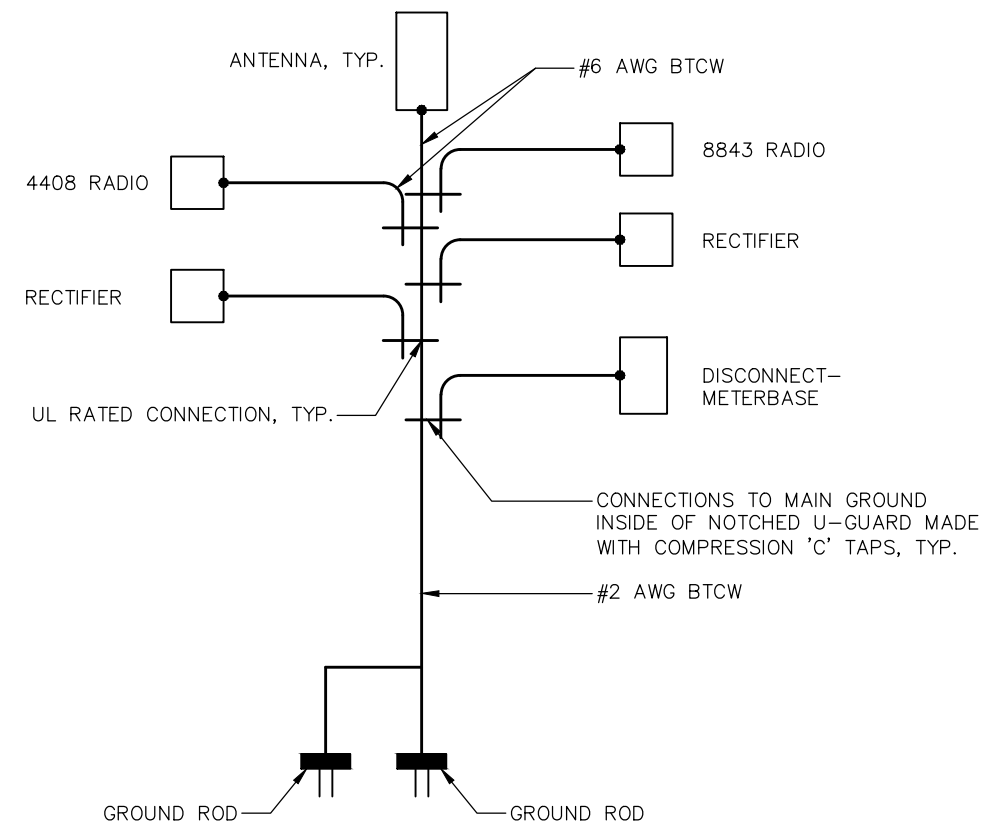 ANTENNA, TYP.
#6 AWG BTCW
8843 RADIO
4408 RADIO
RECTIFIER
RECTIFIER
DISCONNECT-
METERBASE
UL RATED CONNECTION, TYP.
CONNECTIONS TO MAIN GROUND
INSIDE OF NOTCHED U-GUARD MADE
WITH COMPRESSION 'C' TAPS, TYP.
#2 AWG BTCW
GROUND ROD
GROUND ROD